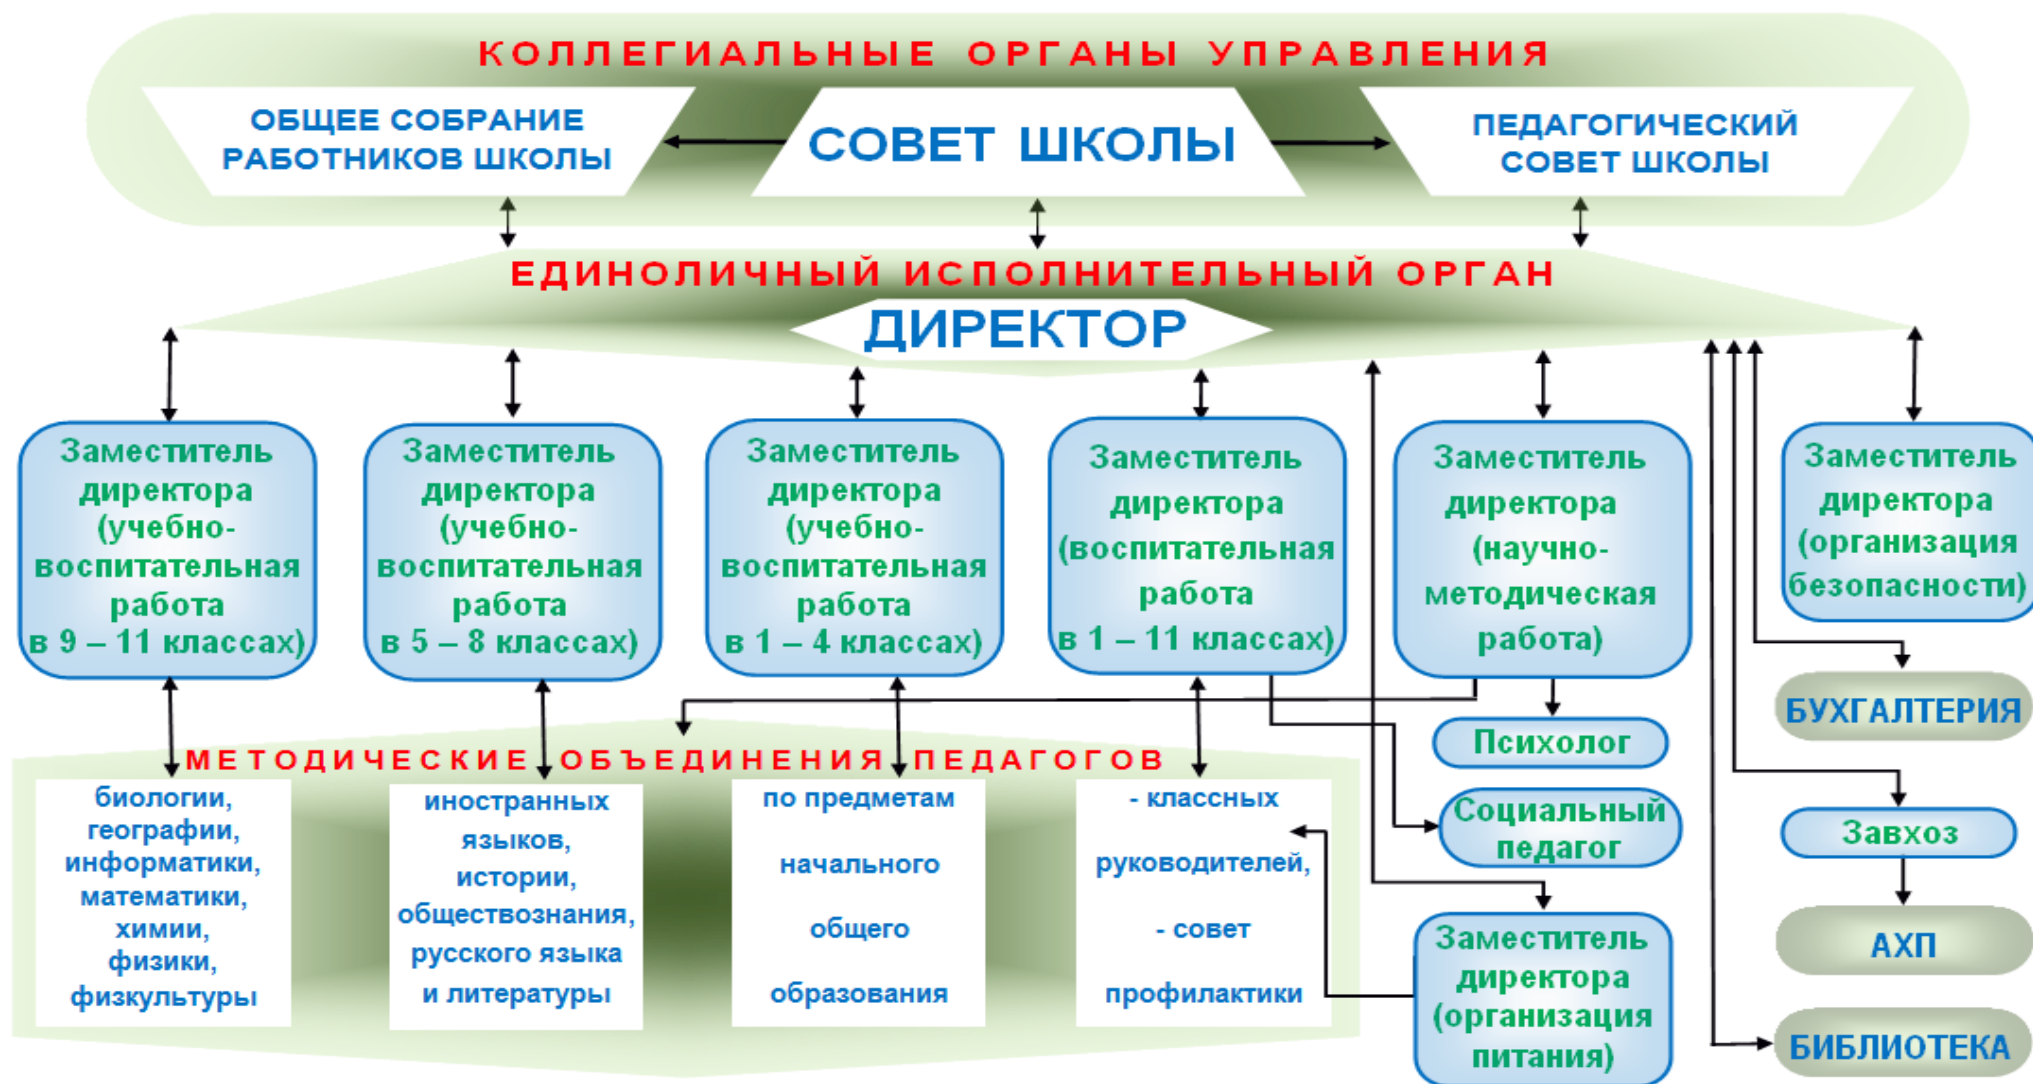 КОЛЛЕГИАЛЬНЫЕ ОРГАНЫ УПРАВЛЕНИЯ
ОБЩЕЕ СОБРАНИЕ
РАБОТНИКОВ ШКОЛЫ
СОВЕТ ШКОЛЫ
ПЕДАГОГИЧЕСКИЙ
СОВЕТ ШКОЛЫ
ЕДИНОЛИЧНЫЙ ИСПОЛНИТЕЛЬНЫЙ ОРГАН
ДИРЕКТОР
Заместитель
директора
(учебно-
воспитательная
работа
в 9 – 11 классах)
Заместитель
директора
(учебно-
воспитательная
работа
в 5 – 8 классах)
Заместитель
директора
(учебно-
воспитательная
работа
в 1 – 4 классах)
Заместитель
директора
(воспитательная
работа
в 1 – 11 классах)
Заместитель
директора
(научно-
методическая
работа)
Заместитель
директора
(организация
безопасности)
МЕТОДИЧЕСКИЕ ОБЪЕДИНЕНИЯ ПЕДАГОГОВ
биологии,
географии,
информатики,
математики,
химии,
физики,
физкультуры
иностранных
языков,
истории,
обществознания,
русского языка
и литературы
по предметам
начального
общего
образования
- классных
руководителей,
- совет
профилактики
Психолог
Социальный
педагог
Заместитель
директора
(организация
питания)
БУХГАЛТЕРИЯ
Завхоз
АХП
БИБЛИОТЕКА